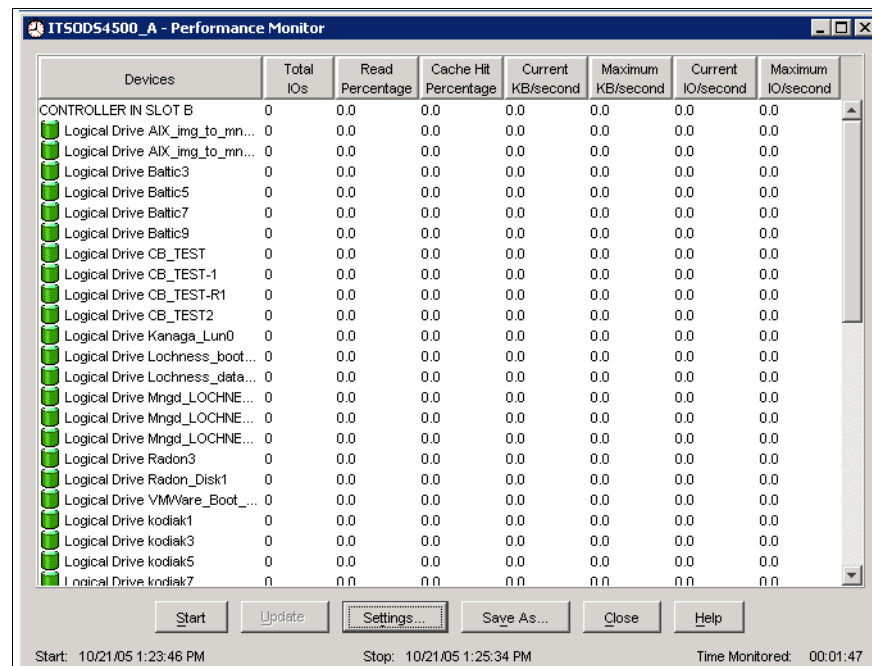 ITSODS4500_A - Performance Monitor
Devices Total IOs Read Percentage Cache Hit Percentage Current KB/second Maximum KB/second Current IO/second Maximum IO/second
CONTROLLER IN SLOT B 0 0.0 0.0 0.0 0.0 0.0 0.0
Logical Drive AIX_img_to_mn... 0 0.0 0.0 0.0 0.0 0.0 0.0
Logical Drive AIX_img_to_mn... 0 0.0 0.0 0.0 0.0 0.0 0.0
Logical Drive Baltic3 0 0.0 0.0 0.0 0.0 0.0 0.0
Logical Drive Baltic5 0 0.0 0.0 0.0 0.0 0.0 0.0
Logical Drive Baltic7 0 0.0 0.0 0.0 0.0 0.0 0.0
Logical Drive Baltic9 0 0.0 0.0 0.0 0.0 0.0 0.0
Logical Drive CB_TEST 0 0.0 0.0 0.0 0.0 0.0 0.0
Logical Drive CB_TEST-1 0 0.0 0.0 0.0 0.0 0.0 0.0
Logical Drive CB_TEST-R1 0 0.0 0.0 0.0 0.0 0.0 0.0
Logical Drive CB_TEST2 0 0.0 0.0 0.0 0.0 0.0 0.0
Logical Drive Kanaga_Lun0 0 0.0 0.0 0.0 0.0 0.0 0.0
Logical Drive Lochness_boot... 0 0.0 0.0 0.0 0.0 0.0 0.0
Logical Drive Lochness_data... 0 0.0 0.0 0.0 0.0 0.0 0.0
Logical Drive Mngd_LOCHNE... 0 0.0 0.0 0.0 0.0 0.0 0.0
Logical Drive Mngd_LOCHNE... 0 0.0 0.0 0.0 0.0 0.0 0.0
Logical Drive Mngd_LOCHNE... 0 0.0 0.0 0.0 0.0 0.0 0.0
Logical Drive Radon3 0 0.0 0.0 0.0 0.0 0.0 0.0
Logical Drive Radon_Disk1 0 0.0 0.0 0.0 0.0 0.0 0.0
Logical Drive VMWare_Boot_... 0 0.0 0.0 0.0 0.0 0.0 0.0
Logical Drive kodiak1 0 0.0 0.0 0.0 0.0 0.0 0.0
Logical Drive kodiak3 0 0.0 0.0 0.0 0.0 0.0 0.0
Logical Drive kodiak5 0 0.0 0.0 0.0 0.0 0.0 0.0
Logical Drive kodiak7 0 0.0 0.0 0.0 0.0 0.0 0.0
Start Update Settings... Save As... Close Help
Start: 10/21/05 1:23:46 PM Stop: 10/21/05 1:25:34 PM Time Monitored: 00:01:47